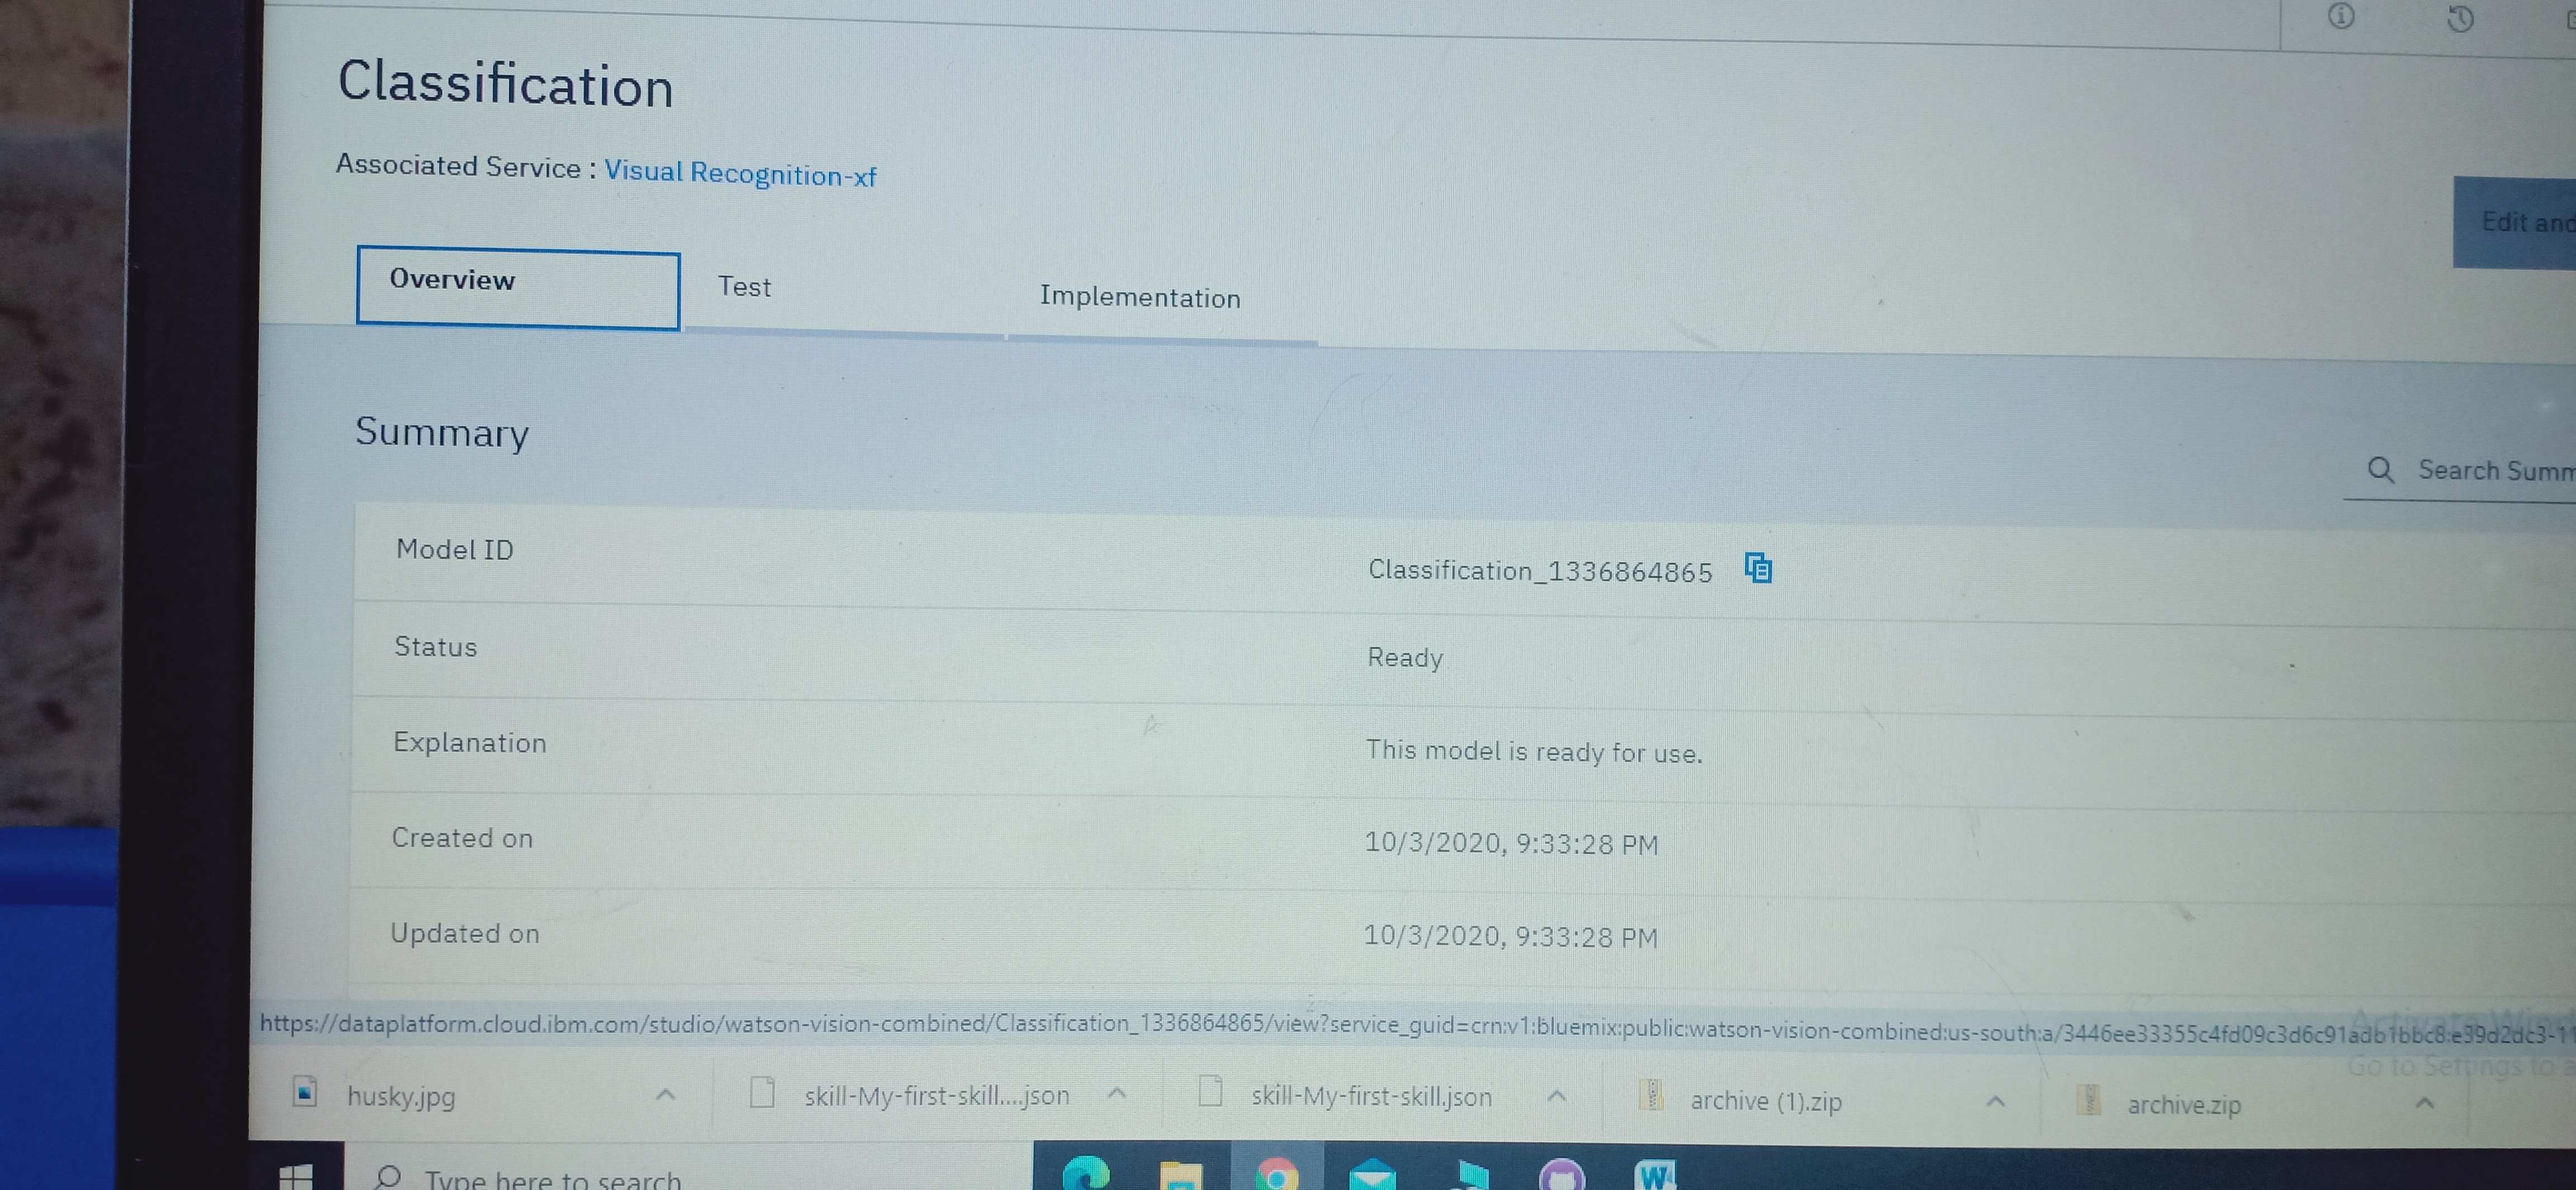 Classification
Associated Service : Visual Recognition-xf
Edit and
Overview
Test
Implementation
Summary
Search Summ
Model ID
Classification_1336864865
Status
Ready
Explanation
This model is ready for use.
Created on
10/3/2020, 9:33:28 PM
Updated on
10/3/2020, 9:33:28 PM
https://dataplatform.cloud.ibm.com/studio/watson-vision-combined/Classification_1336864865/view?service_guid=crn:v1:bluemix:public:watson-vision-combined:us-south:a/3446ee33355c4fd09c3d6c91adb1bbc8:e39d2dc3-11
Go to Settings to a
husky.jpg
skill-My-first-skill....json
skill-My-first-skill.json
archive (1).zip
archive.zip
Type here to search